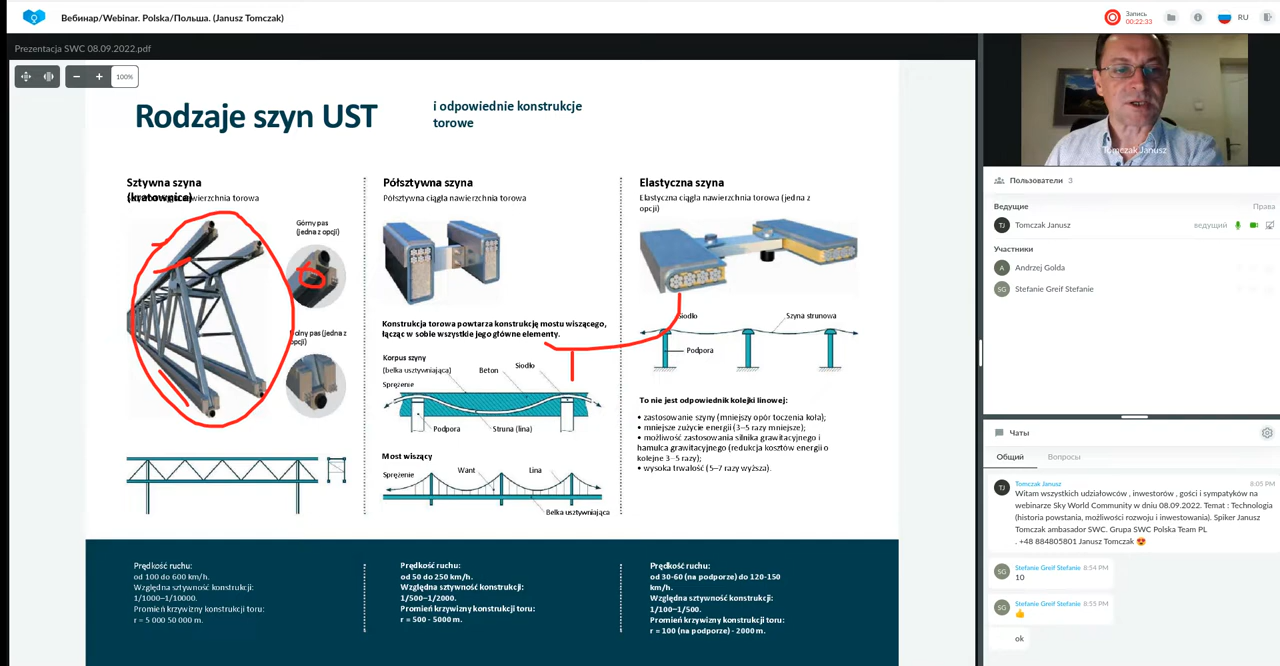 Вебинар/Webinar. Polska/Польша. (Janusz Tomczak)
Запись
00:22:33
RU
Prezentacja SWC 08.09.2022.pdf
100%
Rodzaje szyn UST
i odpowiednie konstrukcje
torowe
Sztywna szyna
(kratownica)
nawierzchnia torowa
Górny pas
(jedna z opcji)
olny pas (jedna z
opcji)
Półsztywna szyna
Półsztywna ciągła nawierzchnia torowa
Konstrukcja torowa powtarza konstrukcję mostu wiszącego,
łącząc w sobie wszystkie jego główne elementy.
Korpus szyny
(belka usztywniająca)
Beton
Siodło
Sprężenie
Podpora
Struna (lina)
Most wiszący
Sprężenie
Want
Lina
Belka usztywniająca
Elastyczna szyna
Elastyczna ciągła nawierzchnia torowa (jedna z
opcji)
Siodło
Szyna strunowa
Podpora
To nie jest odpowiednik kolejki linowej:
• zastosowanie szyny (mniejszy opór toczenia koła);
• mniejsze zużycie energii (3–5 razy mniejsze);
• możliwość zastosowania silnika grawitacyjnego i
hamulca grawitacyjnego (redukcja kosztów energii o
kolejne 3–5 razy);
• wysoka trwałość (5–7 razy wyższa).
Prędkość ruchu:
od 100 do 600 km/h.
Względna sztywność konstrukcji:
1/1000–1/10000.
Promień krzywizny konstrukcji toru:
r = 5 000 50 000 m.
Prędkość ruchu:
od 50 do 250 km/h.
Względna sztywność konstrukcji:
1/500–1/2000.
Promień krzywizny konstrukcji toru:
r = 500 - 5000 m.
Prędkość ruchu:
od 30-60 (na podporze) do 120-150
km/h.
Względna sztywność konstrukcji:
1/100–1/500.
Promień krzywizny konstrukcji toru:
r = 100 (na podporze) - 2000 m.
Tomczak Janusz
Пользователи 3
Ведущие
Права
TJ
Tomczak Janusz
ведущий
Участники
A
Andrzej Golda
SG
Stefanie Greif Stefanie
Чаты
Общий
Вопросы
TJ
Tomczak Janusz
8:05 PM
Witam wszystkich udziałowców , inwestorów , gości i sympatyków na
webinarze Sky World Community w dniu 08.09.2022. Temat : Technologia
(historia powstania, możliwości rozwoju i inwestowania). Spiker Janusz
Tomczak ambasador SWC. Grupa SWC Polska Team PL
. +48 884805801 Janusz Tomczak 😍
SG
Stefanie Greif Stefanie 8:54 PM
10
SG
Stefanie Greif Stefanie 8:55 PM
👍
ok